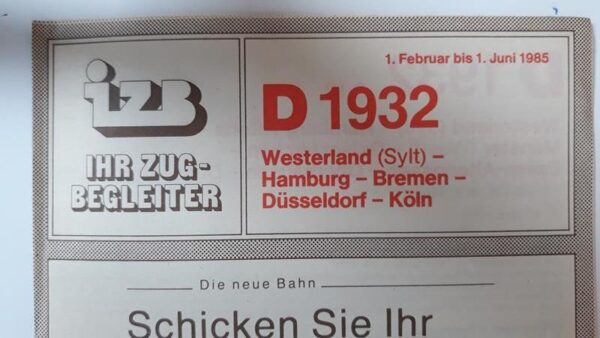 izB
IHR ZUG-
BEGLEITER
1. Februar bis 1. Juni 1985
D 1932
Westerland (Sylt) –
Hamburg – Bremen –
Düsseldorf – Köln
Die neue Bahn
Schicken Sie Ihr